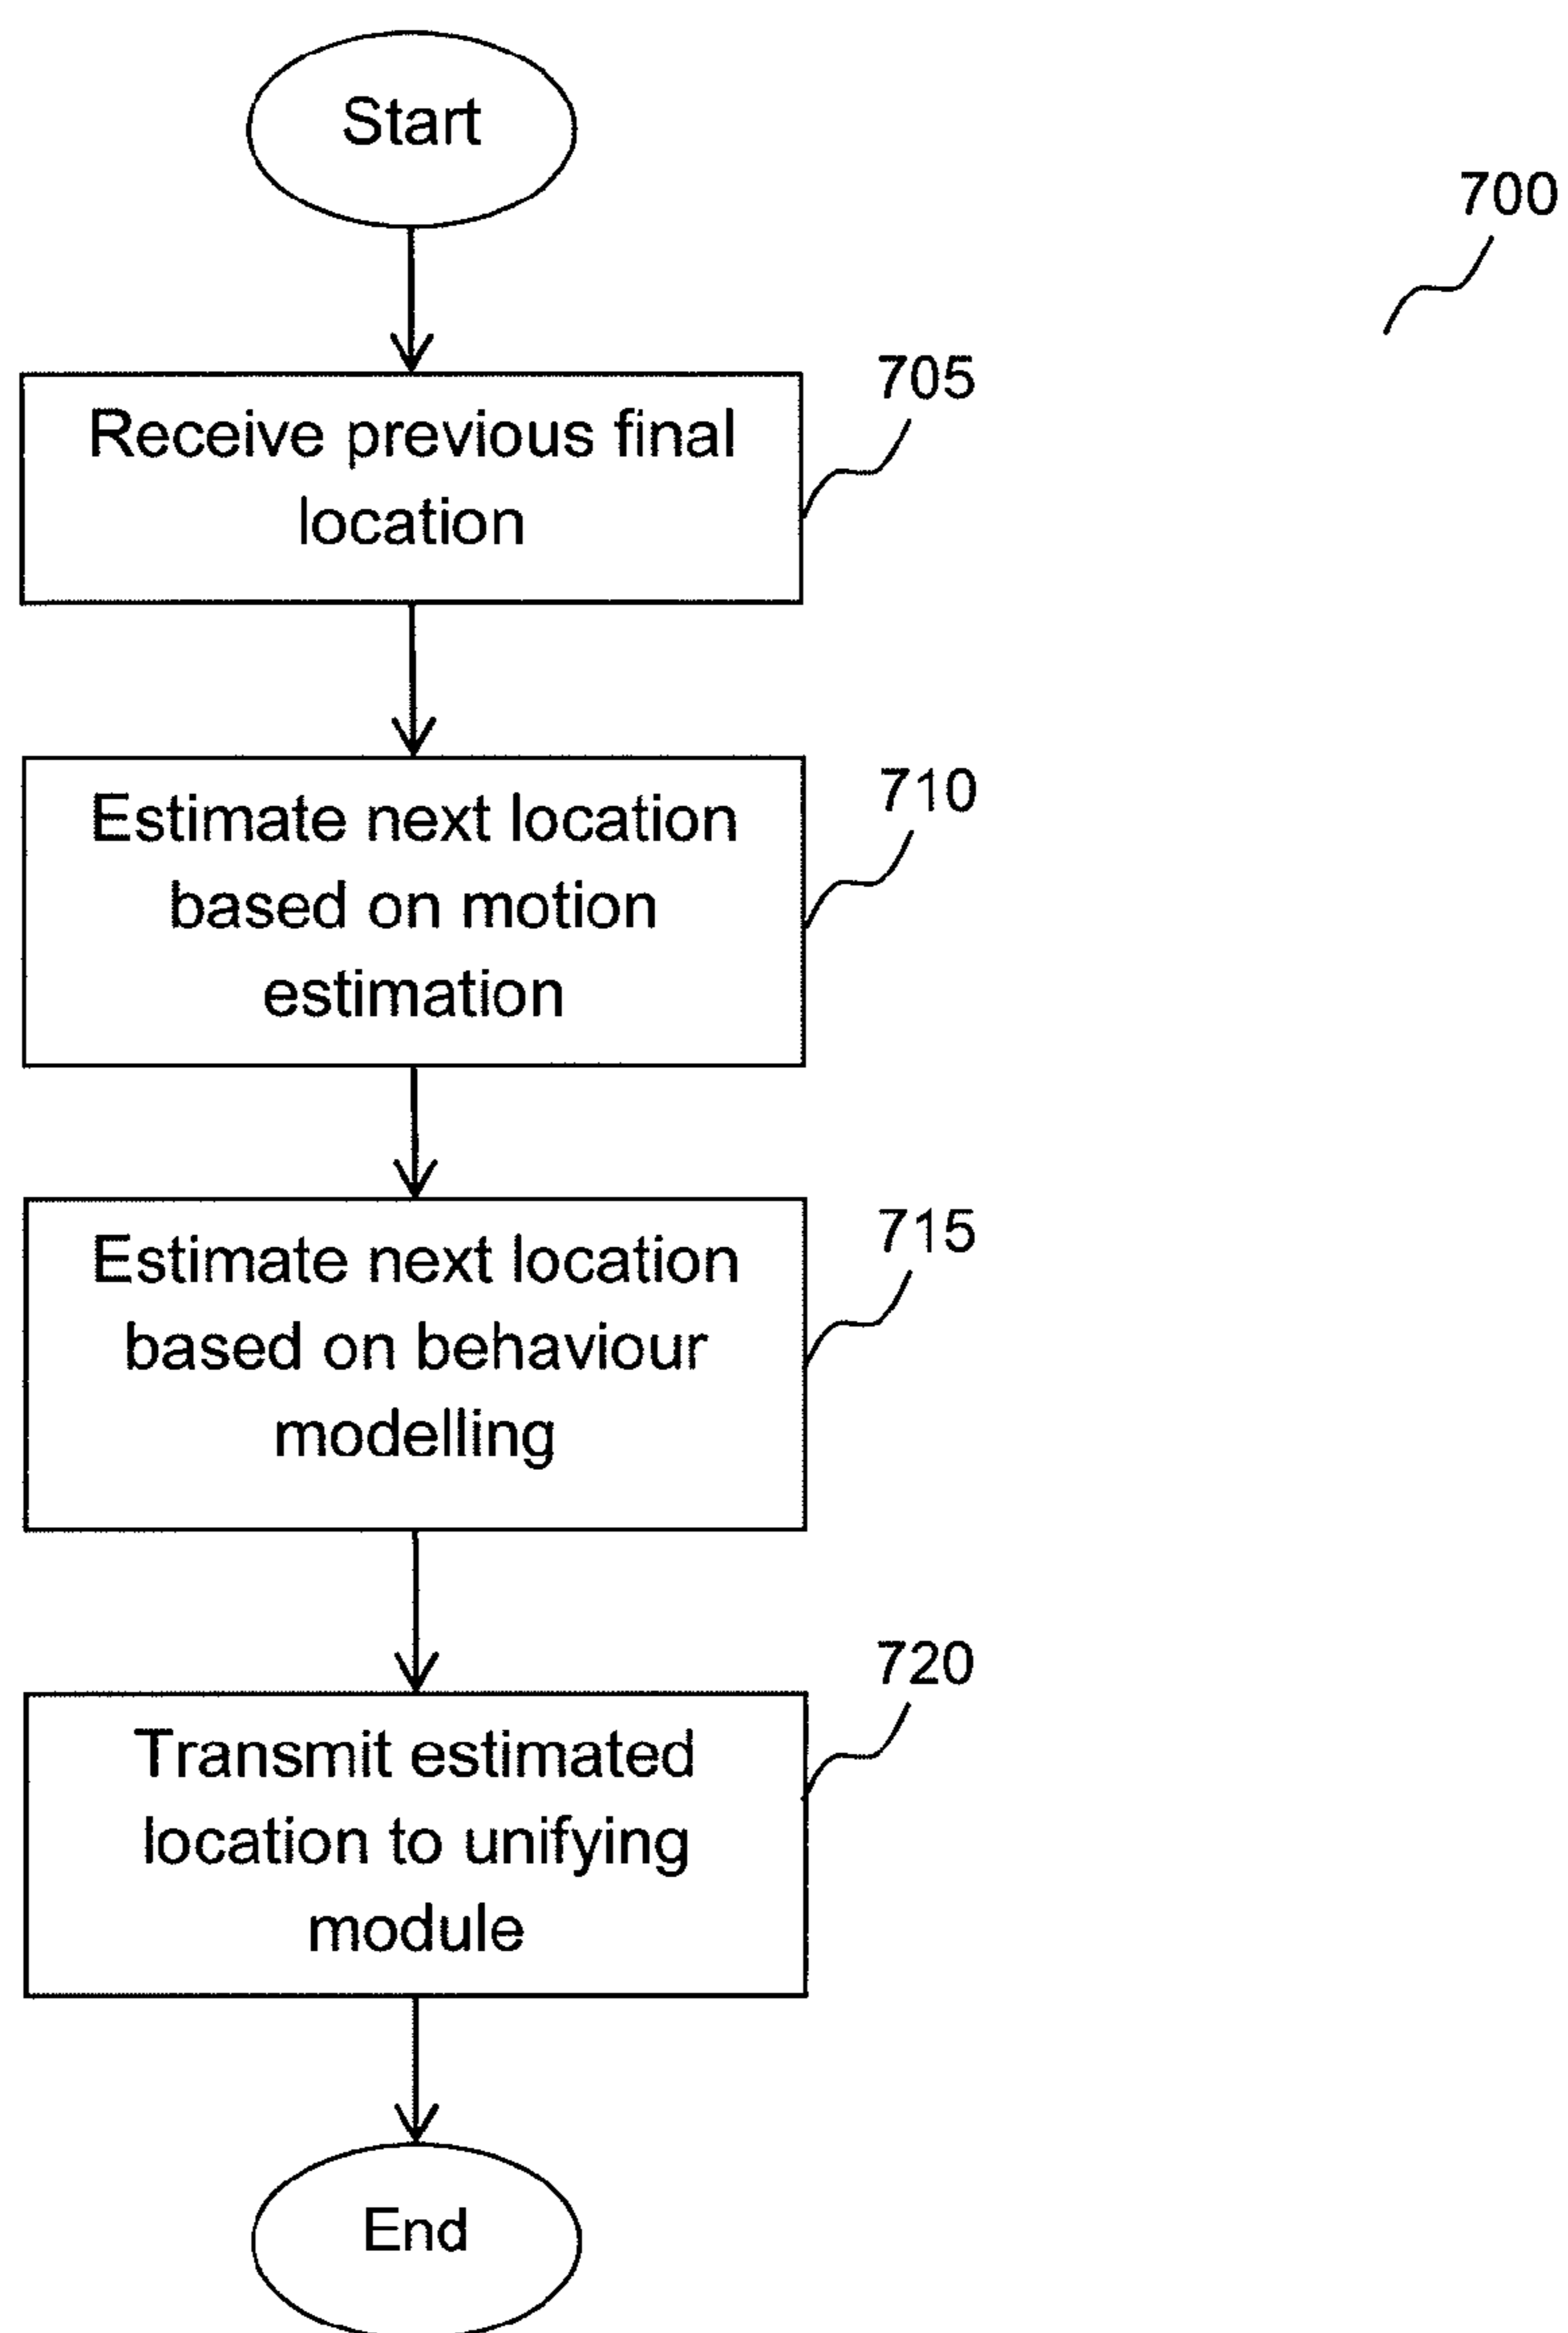 Start
700
705
Receive previous final
location
710
Estimate next location
based on motion
estimation
715
Estimate next location
based on behaviour
modelling
720
Transmit estimated
location to unifying
module
End